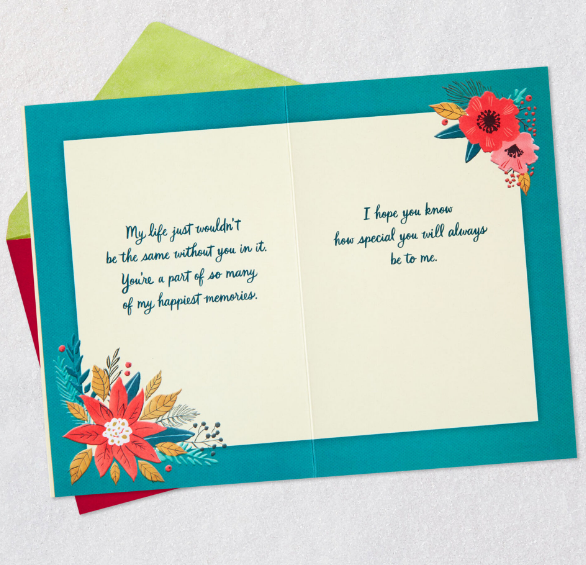 My life just wouldn't
be the same without you in it.
You're a part of so many
of my happiest memories.
I hope you know
how special you will always
be to me.